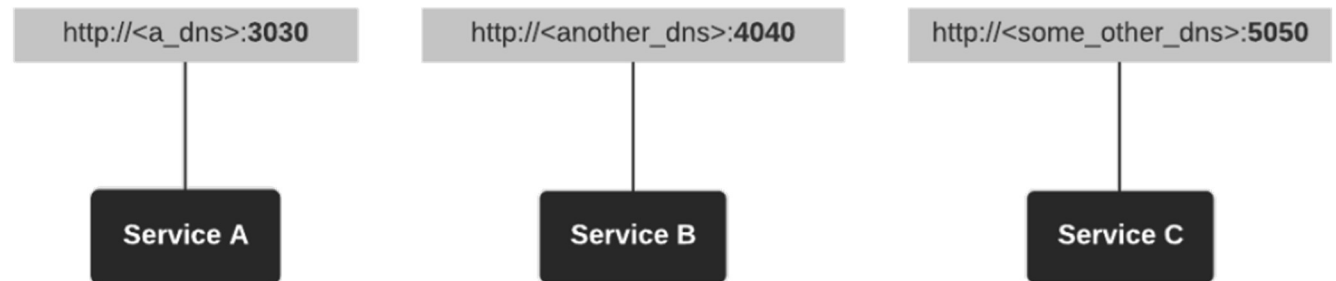 http://<a_dns>:3030
http://<another_dns>:4040
http://<some_other_dns>:5050
Service A
Service B
Service C